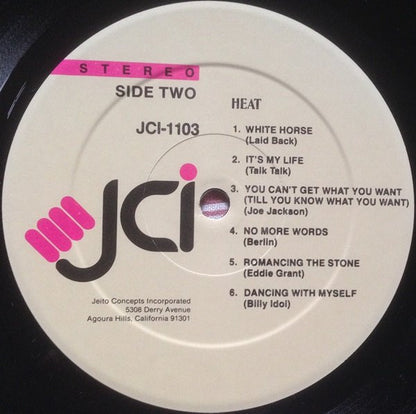 STEREO
SIDE TWO
JCI-1103
HEAT
1. WHITE HORSE
(Laid Back)
2. IT'S MY LIFE
(Talk Talk)
3. YOU CAN'T GET WHAT YOU WANT
(TILL YOU KNOW WHAT YOU WANT)
(Joe Jackson)
4. NO MORE WORDS
(Berlin)
5. ROMANCING THE STONE
(Eddie Grant)
6. DANCING WITH MYSELF
(Billy Idol)
JCi
Jeito Concepts Incorporated
5308 Derry Avenue
Agoura Hills, California 91301